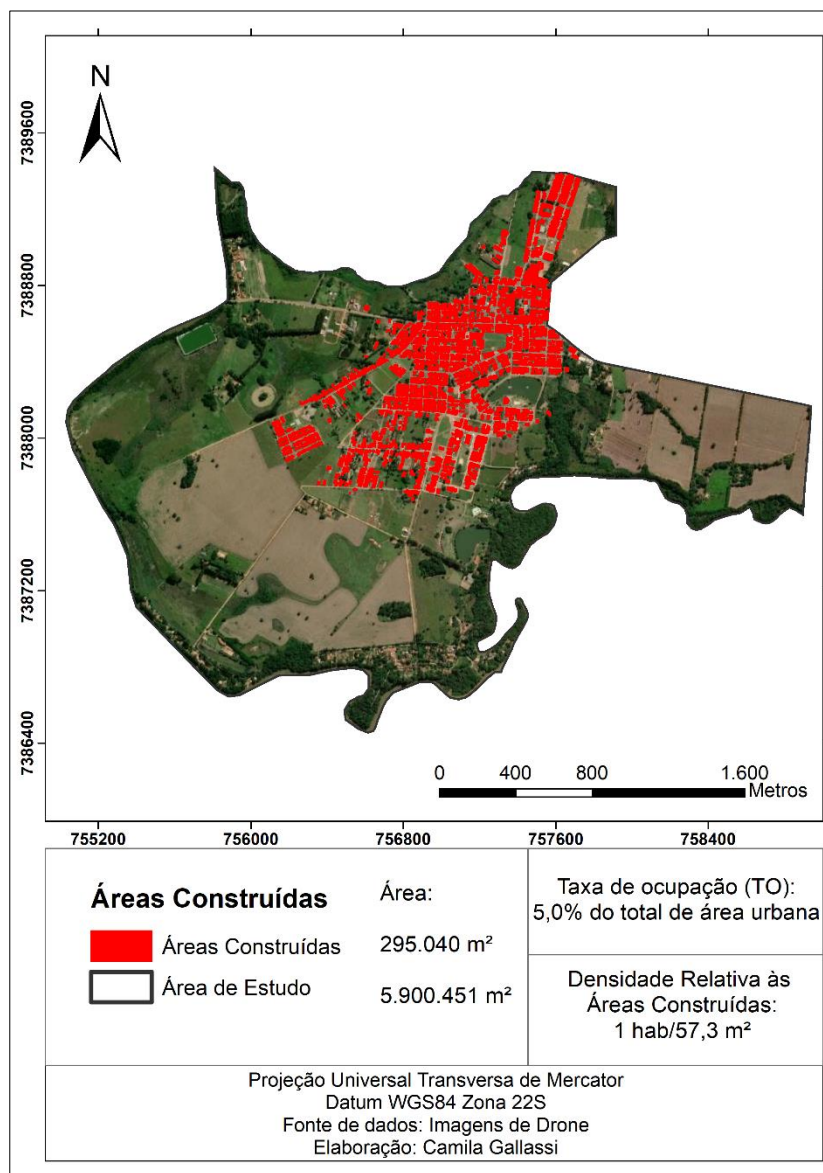 N
7389600
7388800
7388000
7387200
7386400
0 400 800 1.600
Metros
755200 756000 756800 757600 758400
Áreas Construídas
Área:
Áreas Construídas
295.040 m²
Área de Estudo
5.900.451 m²
Taxa de ocupação (TO):
5,0% do total de área urbana
Densidade Relativa às
Áreas Construídas:
1 hab/57,3 m²
Projeção Universal Transversa de Mercator
Datum WGS84 Zona 22S
Fonte de dados: Imagens de Drone
Elaboração: Camila Gallassi